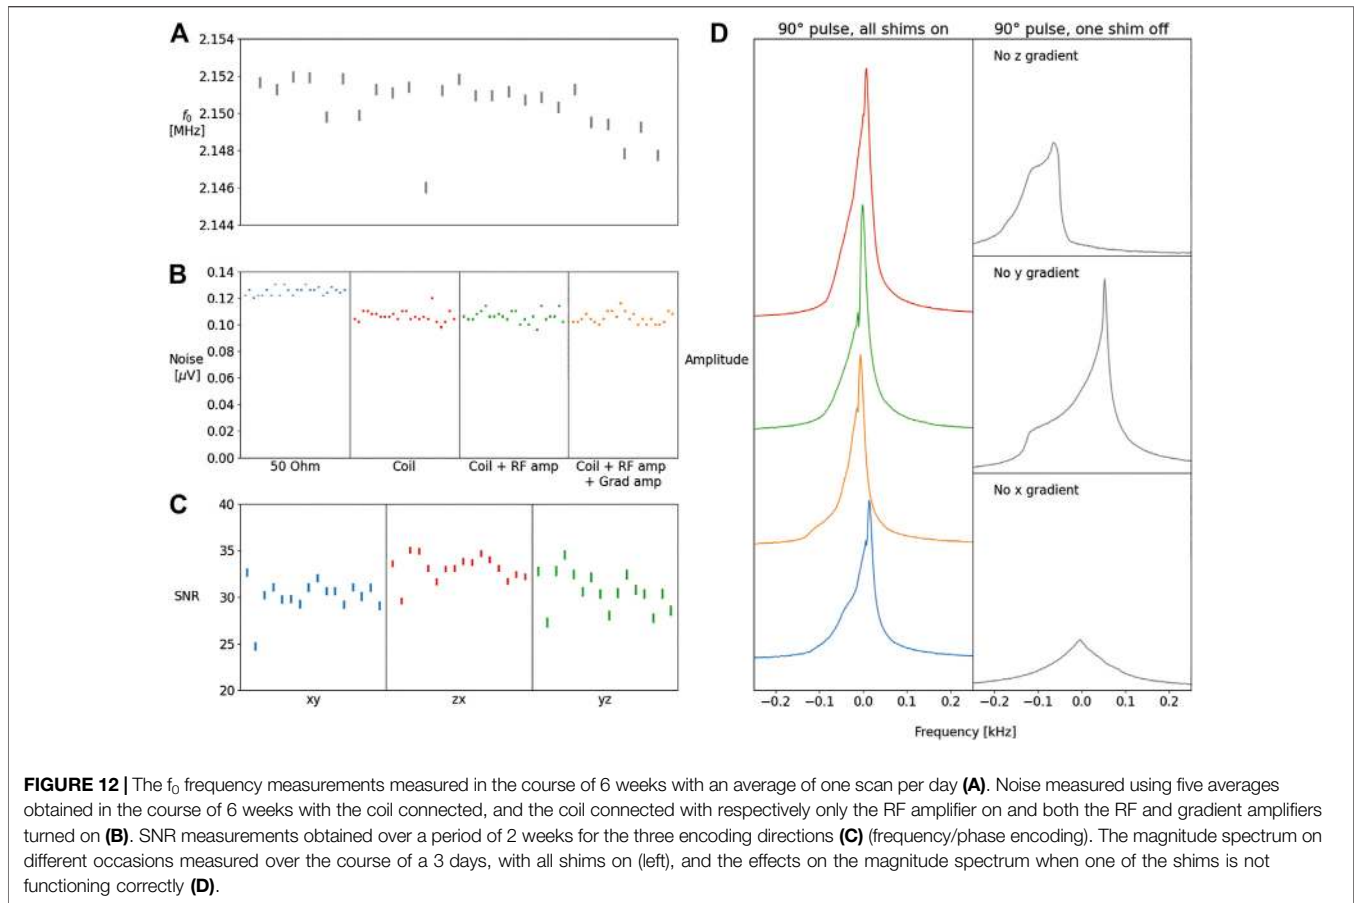 A
2.154
2.152
2.150
2.148
2.146
2.144
f₀
[MHz]
B
0.14
0.12
0.10
0.08
0.06
0.04
0.02
0.00
Noise
[μV]
50 Ohm
Coil
Coil + RF amp
Coil + RF amp
+ Grad amp
C
40
35
30
25
20
SNR
xy
zx
yz
D
90° pulse, all shims on
90° pulse, one shim off
No z gradient
No y gradient
No x gradient
Amplitude
−0.2 −0.1 0.0 0.1 0.2
−0.2 −0.1 0.0 0.1 0.2
Frequency [kHz]
FIGURE 12 | The f₀ frequency measurements measured in the course of 6 weeks with an average of one scan per day (A). Noise measured using five averages
obtained in the course of 6 weeks with the coil connected, and the coil connected with respectively only the RF amplifier on and both the RF and gradient amplifiers
turned on (B). SNR measurements obtained over a period of 2 weeks for the three encoding directions (C) (frequency/phase encoding). The magnitude spectrum on
different occasions measured over the course of a 3 days, with all shims on (left), and the effects on the magnitude spectrum when one of the shims is not
functioning correctly (D).